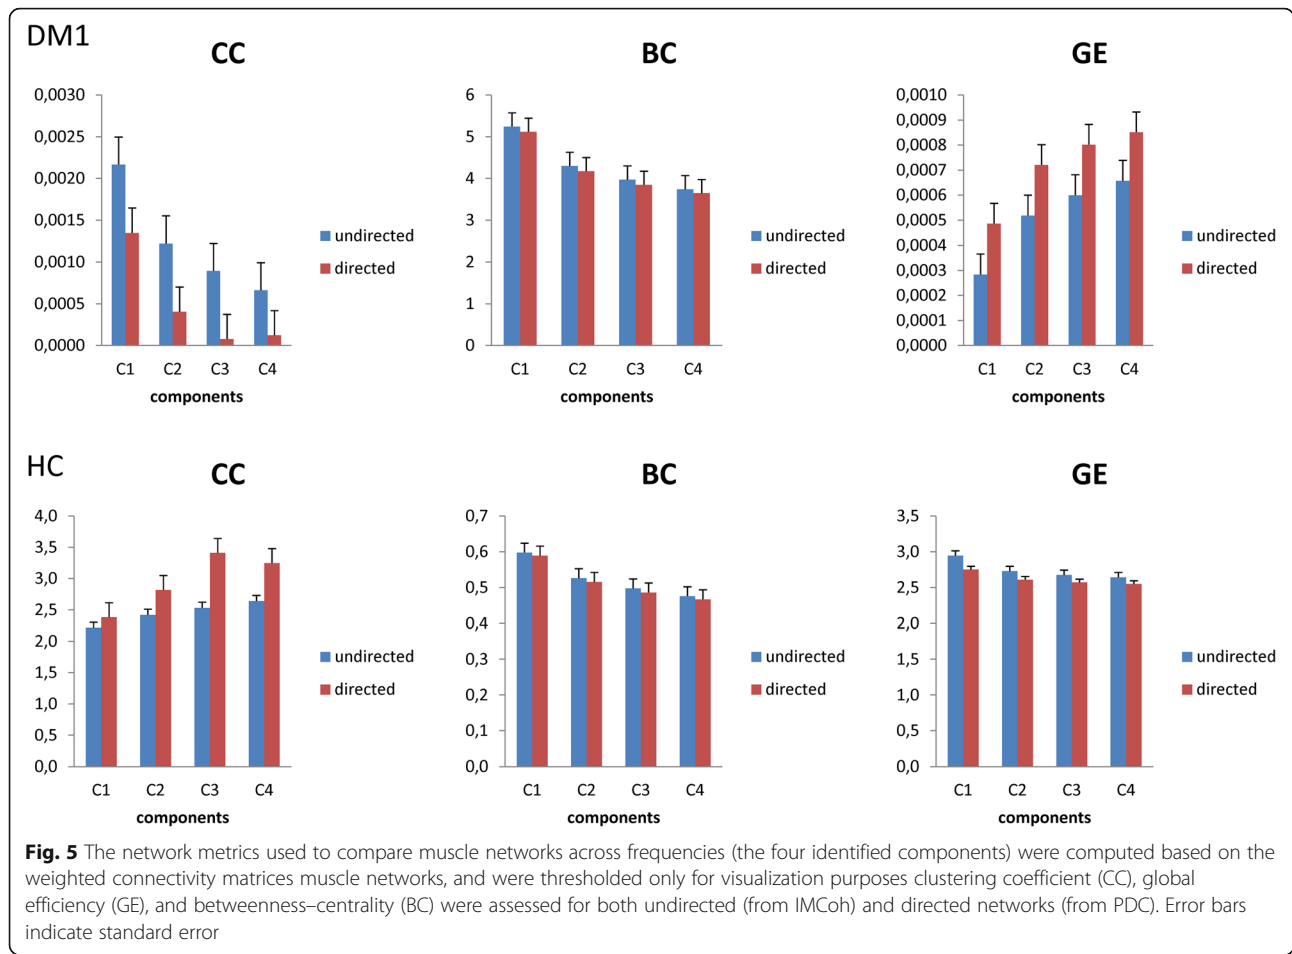 DM1
CC
0,0030
0,0025
0,0020
0,0015
0,0010
0,0005
0,0000
C1 C2 C3 C4
components
undirected
directed
BC
6
5
4
3
2
1
0
C1 C2 C3 C4
components
undirected
directed
GE
0,0010
0,0009
0,0008
0,0007
0,0006
0,0005
0,0004
0,0003
0,0002
0,0001
0,0000
C1 C2 C3 C4
components
undirected
directed
HC
CC
4,0
3,5
3,0
2,5
2,0
1,5
1,0
0,5
0,0
C1 C2 C3 C4
components
undirected
directed
BC
0,7
0,6
0,5
0,4
0,3
0,2
0,1
0,0
C1 C2 C3 C4
components
undirected
directed
GE
3,5
3,0
2,5
2,0
1,5
1,0
0,5
0,0
C1 C2 C3 C4
components
undirected
directed
Fig. 5 The network metrics used to compare muscle networks across frequencies (the four identified components) were computed based on the
weighted connectivity matrices muscle networks, and were thresholded only for visualization purposes clustering coefficient (CC), global
efficiency (GE), and betweenness–centrality (BC) were assessed for both undirected (from IMCoh) and directed networks (from PDC). Error bars
indicate standard error